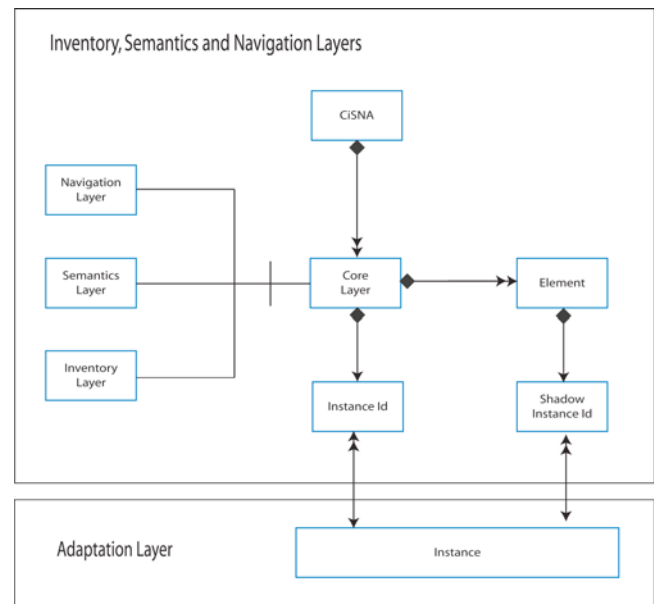 Inventory, Semantics and Navigation Layers
CiSNA
Navigation
Layer
Semantics
Layer
Core
Layer
Element
Inventory
Layer
Instance Id
Shadow
Instance Id
Adaptation Layer
Instance